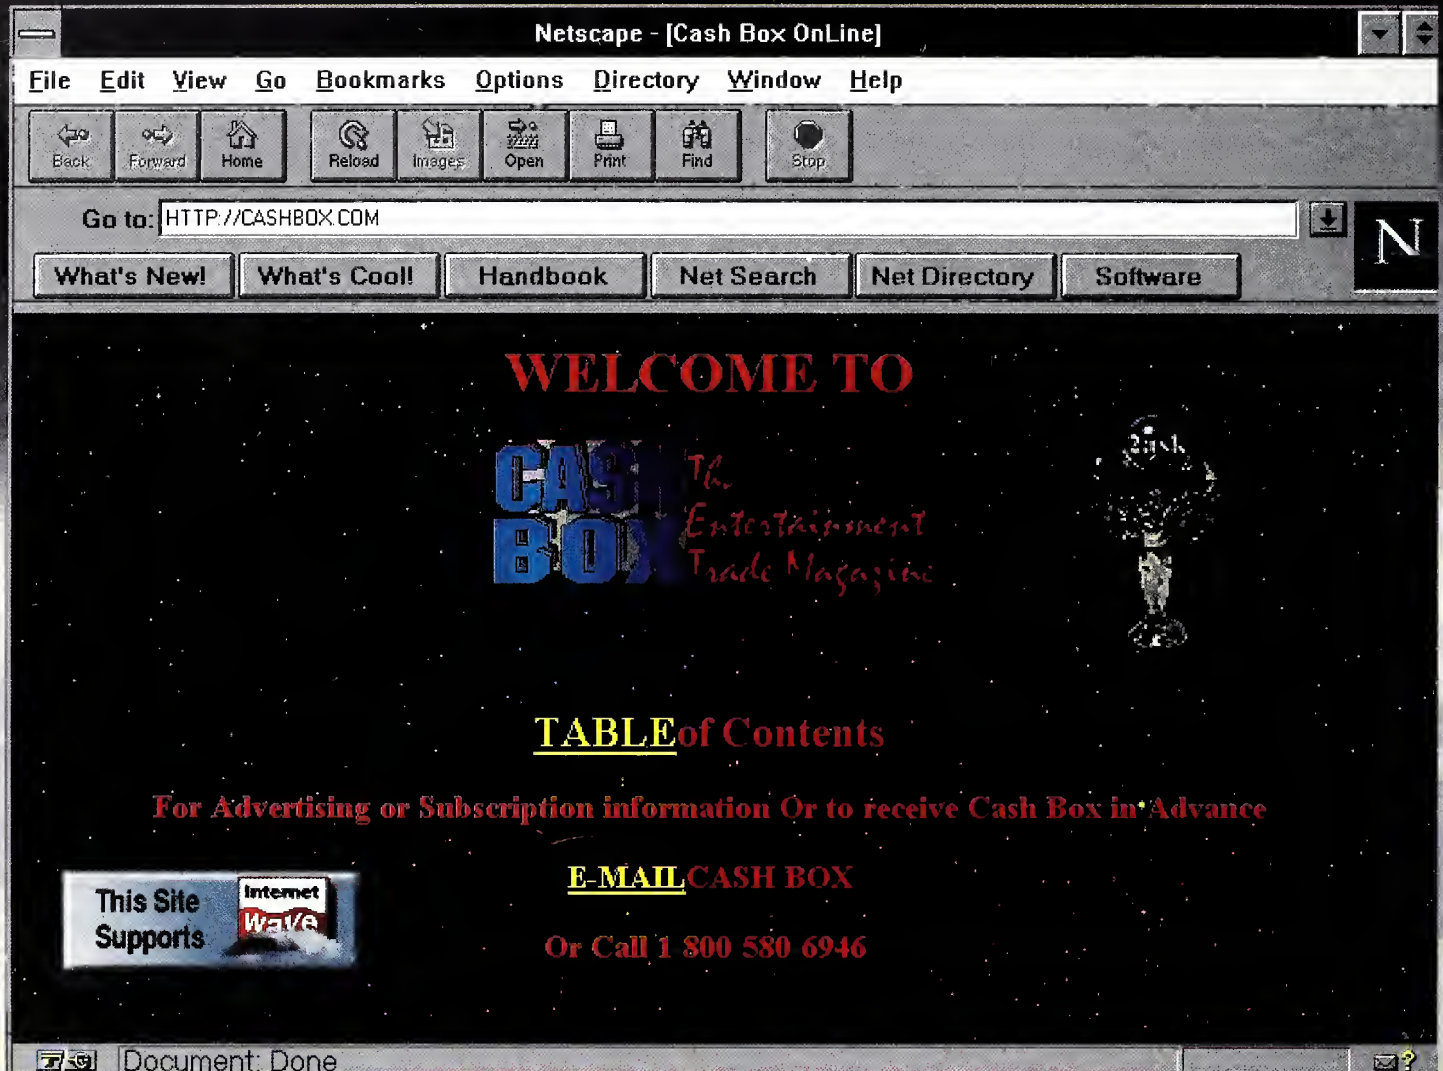 Netscape - [Cash Box OnLine]
File Edit View Go Bookmarks Options Directory Window Help
Back Forward Home Reload Images Open Print Find Stop
Go to: HTTP://CASHBOX.COM
N
What's New! What's Cool! Handbook Net Search Net Directory Software
WELCOME TO
CASH
BOX
The
Entertainment
Trade Magazine
Cash
TABLE of Contents
For Advertising or Subscription information Or to receive Cash Box in Advance
E-MAIL CASH BOX
Or Call 1 800 580 6946
This Site
Supports
Internet
Wave
Document: Done